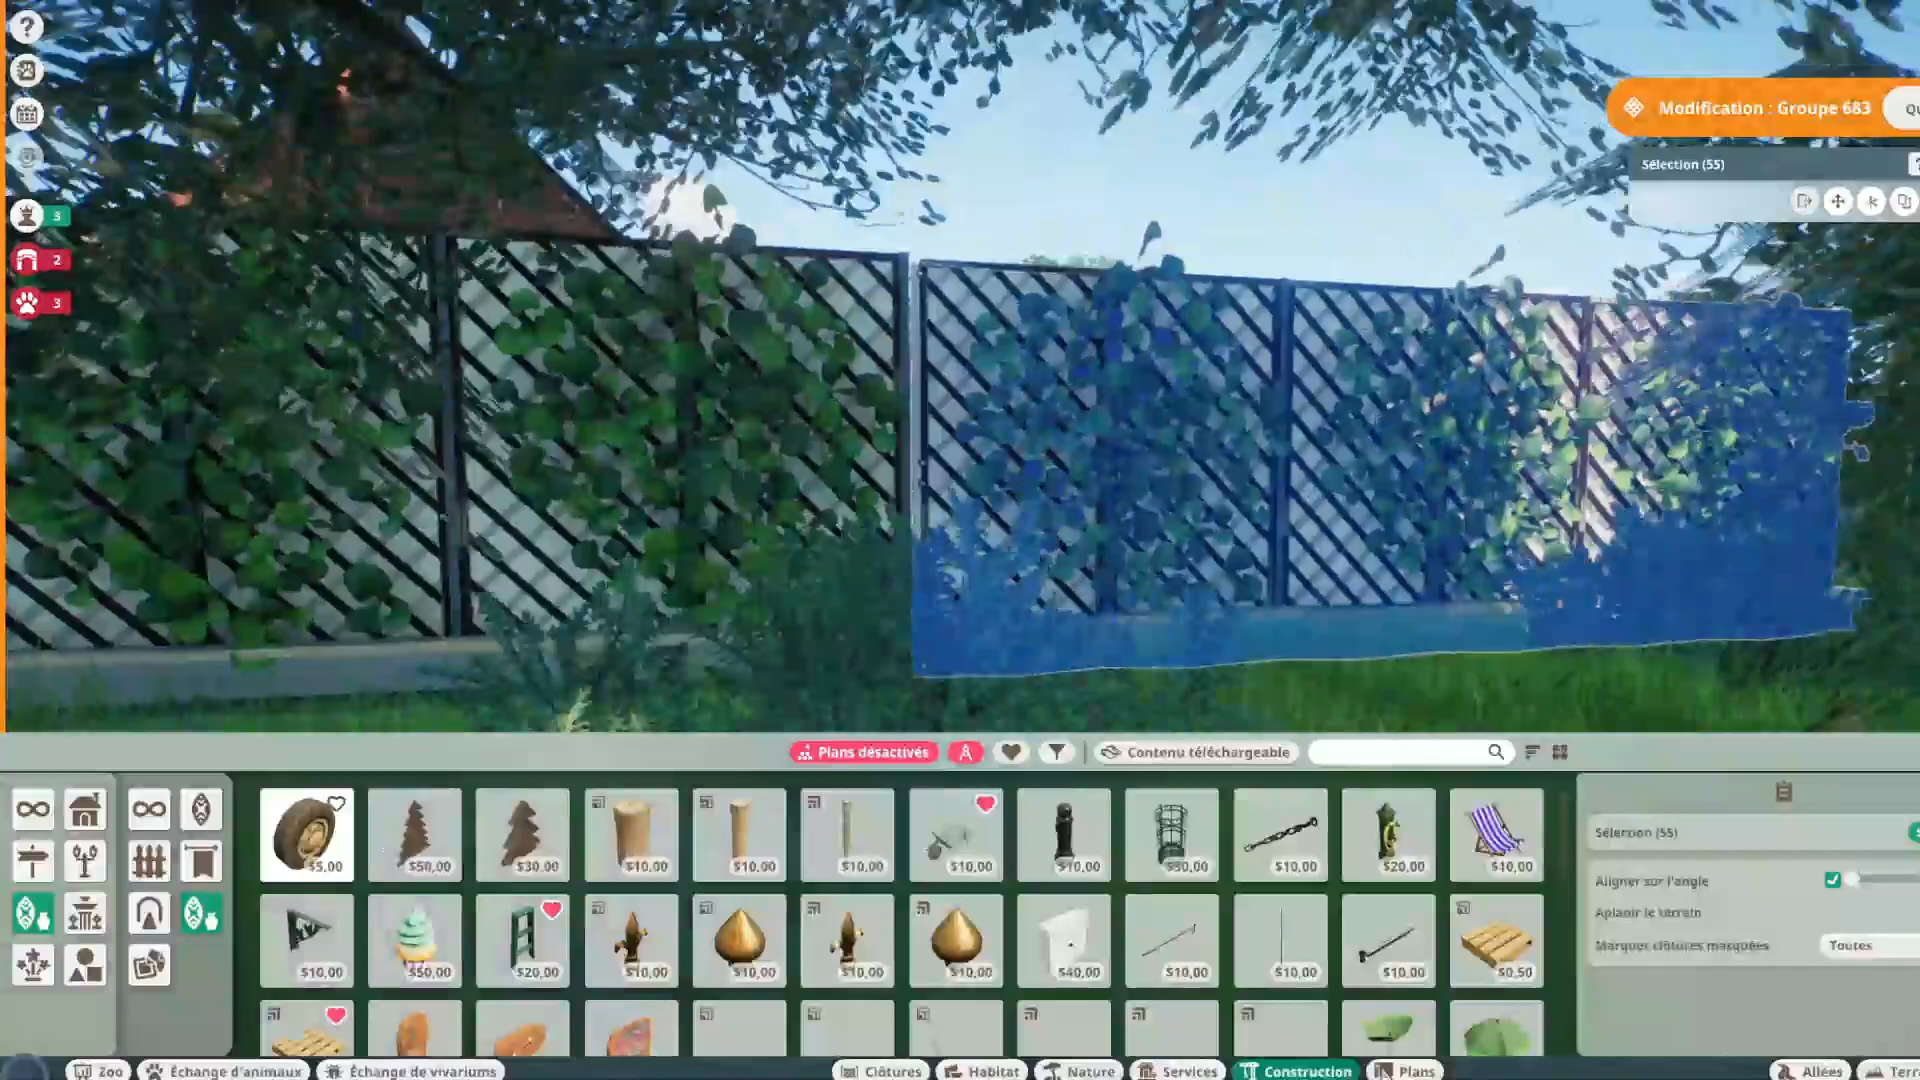 ?
Modification : Groupe 683
Qu
Sélection (55)
?
3
2
3
Plans désactivés
Contenu téléchargeable
$5,00
$50,00
$30,00
$10,00
$10,00
$10,00
$10,00
$10,00
$30,00
$10,00
$20,00
$40,00
$10,00
$50,00
$20,00
$10,00
$10,00
$10,00
$10,00
$40,00
$10,00
$10,00
$10,00
$0,50
Sélection (55)
Aligner sur l'angle
Aplanir le terrain
Marquer clôtures masquées
Toutes
Zoo
Échange d'animaux
Échange de vivariums
Clôtures
Habitat
Nature
Services
Construction
Plans
Allées
Terra